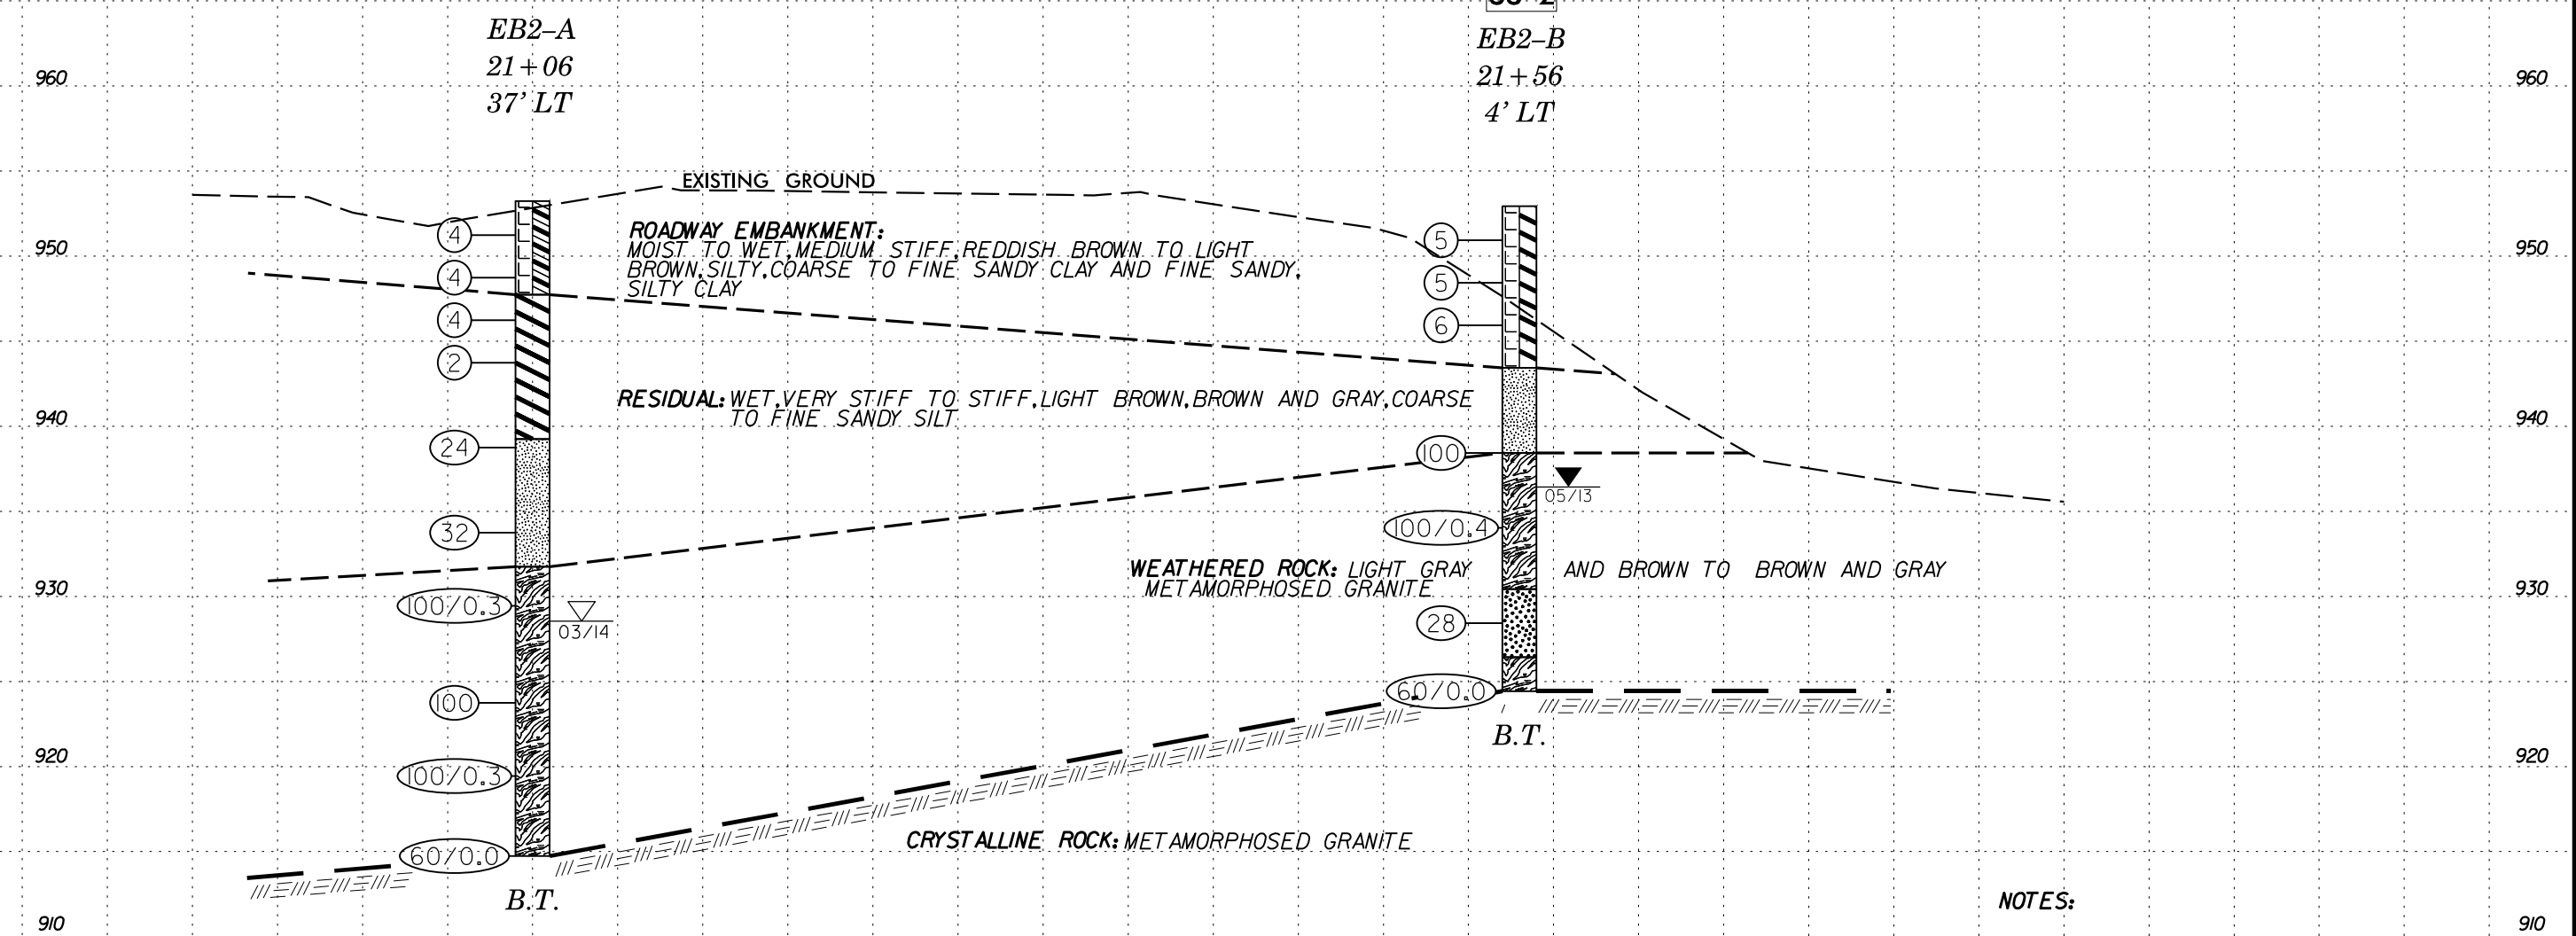 EB2-A
21+06
37' LT
EB2-B
21+56
4' LT
960
960
EXISTING GROUND
ROADWAY EMBANKMENT:
MOIST TO WET, MEDIUM STIFF, REDDISH BROWN TO LIGHT
BROWN, SILTY, COARSE TO FINE SANDY CLAY AND FINE SANDY,
SILTY CLAY
4
5
950
950
4
5
4
6
2
RESIDUAL: WET, VERY STIFF TO STIFF, LIGHT BROWN, BROWN AND GRAY, COARSE
TO FINE SANDY SILT
940
940
24
100
05/13
32
100/0.4
WEATHERED ROCK: LIGHT GRAY AND BROWN TO BROWN AND GRAY
METAMORPHOSED GRANITE
930
930
100/0.3
03/14
28
100
60/0.0
B.T.
920
920
100/0.3
CRYSTALLINE ROCK: METAMORPHOSED GRANITE
60/0.0
B.T.
NOTES:
910
910